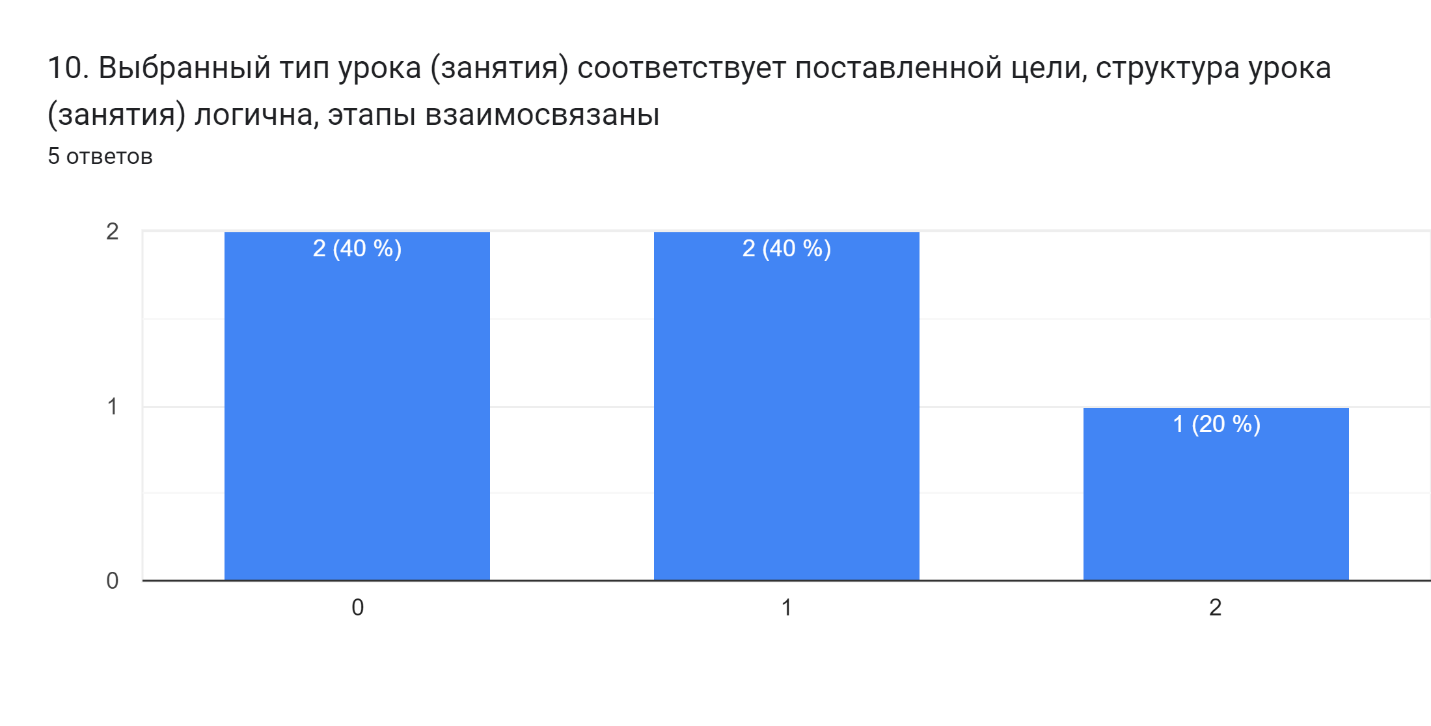 10. Выбранный тип урока (занятия) соответствует поставленной цели, структура урока
(занятия) логична, этапы взаимосвязаны
5 ответов
2
2 (40 %)
2 (40 %)
1
1 (20 %)
0
0
1
2